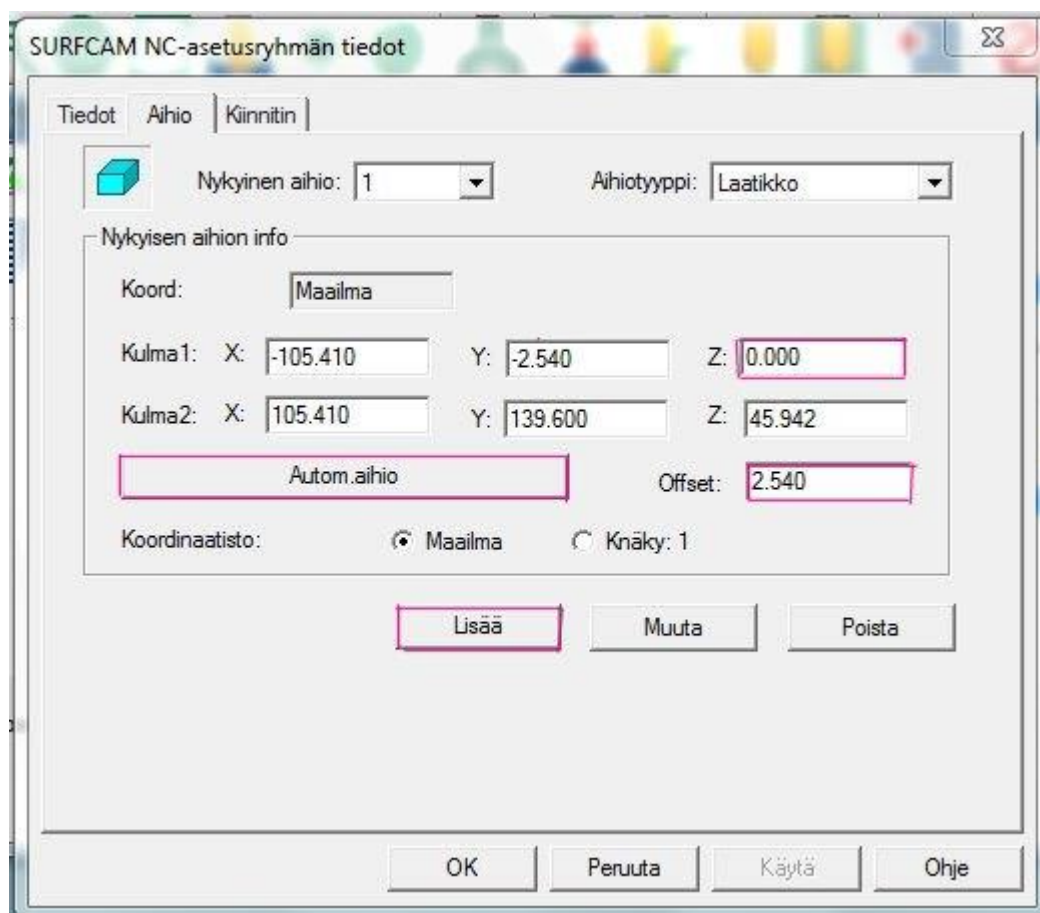 SURFCAM NC-asetusryhmän tiedot
Tiedot Aihio Kiinnitin
Nykyinen aihio: 1 Aihiotyyppi: Laatikko
Nykyisen aihion info
Koord: Maailma
Kulma1: X: -105.410 Y: -2.540 Z: 0.000
Kulma2: X: 105.410 Y: 139.600 Z: 45.942
Autom.aihio Offset: 2.540
Koordinaatisto: Maailma Knäky: 1
Lisää Muuta Poista
OK Peruuta Käytä Ohje